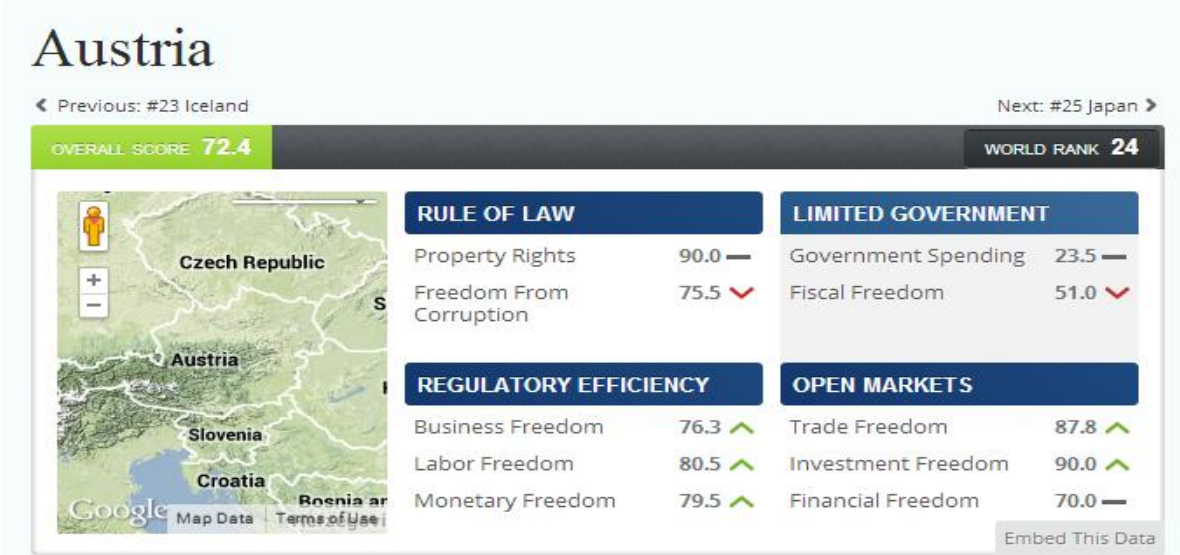 Austria
Previous: #23 Iceland
Next: #25 Japan
OVERALL SCORE 72.4
WORLD RANK 24
Czech Republic
S
Austria
Slovenia
Croatia
Bosnia
Google
Map Data
Terms of Use
RULE OF LAW
Property Rights 90.0
Freedom From
Corruption 75.5
LIMITED GOVERNMENT
Government Spending 23.5
Fiscal Freedom 51.0
REGULATORY EFFICIENCY
Business Freedom 76.3
Labor Freedom 80.5
Monetary Freedom 79.5
OPEN MARKETS
Trade Freedom 87.8
Investment Freedom 90.0
Financial Freedom 70.0
Embed This Data